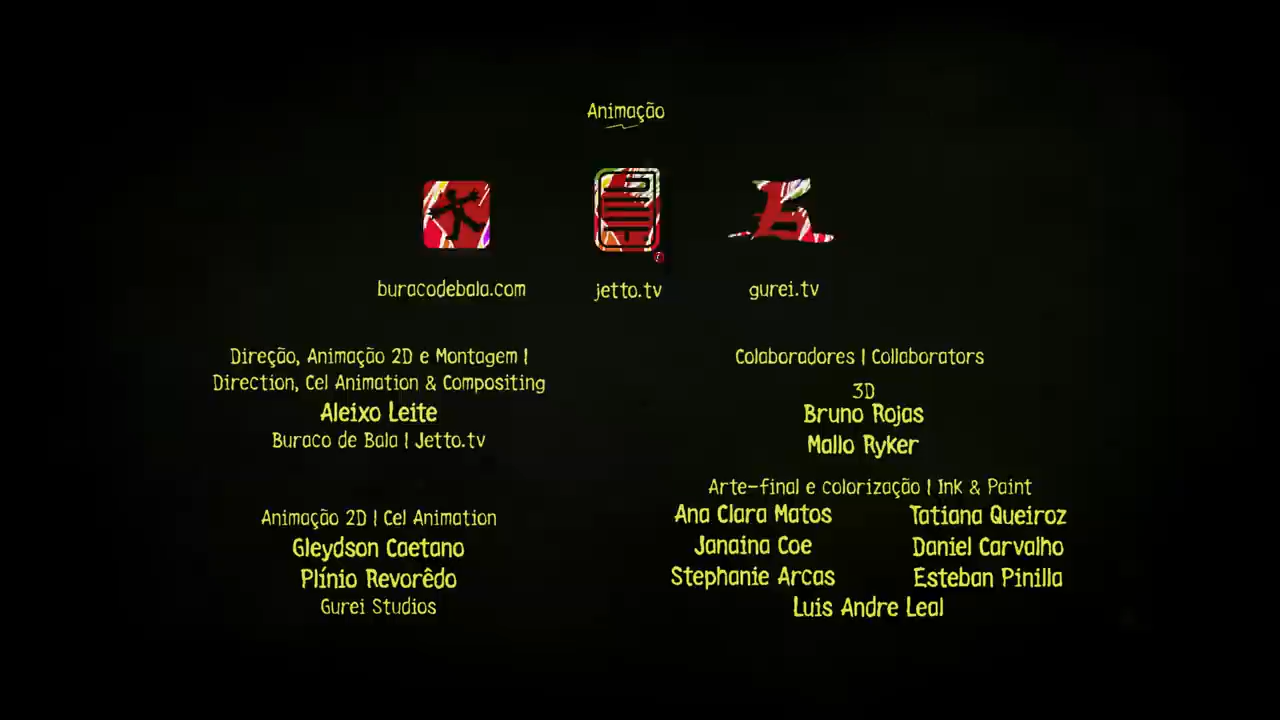 Animação
buracodebala.com
jetto.tv
gurei.tv
Direção, Animação 2D e Montagem |
Direction, Cel Animation & Compositing
Aleixo Leite
Buraco de Bala | Jetto.tv
Animação 2D | Cel Animation
Gleydson Caetano
Plínio Revorêdo
Gurei Studios
Colaboradores | Collaborators
3D
Bruno Rojas
Mallo Ryker
Arte-final e colorização | Ink & Paint
Ana Clara Matos
Tatiana Queiroz
Janaina Coe
Daniel Carvalho
Stephanie Arcas
Esteban Pinilla
Luis Andre Leal